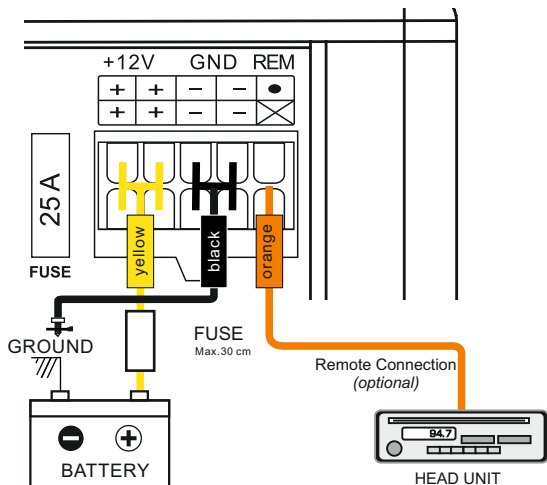 +12V GND REM
+ + − − ●
+ + − −
25 A
FUSE
yellow
black
orange
GROUND
FUSE
Max.30 cm
Remote Connection
(optional)
94.7
− +
BATTERY
HEAD UNIT